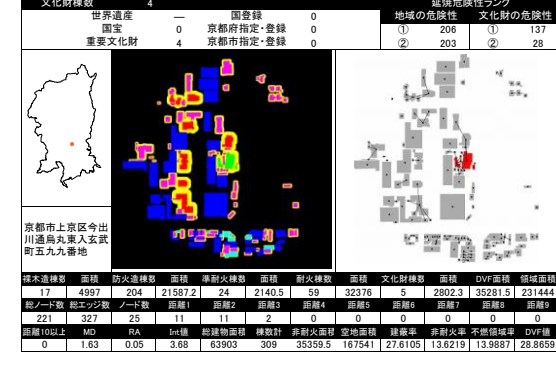 文化財棟数 4 延焼危険性ランク
世界遺産 — 国登録 0 地域の危険性 文化財の危険性
国宝 0 京都府指定・登録 0 ① 206 ① 137
重要文化財 4 京都市指定・登録 0 ② 203 ② 28
京都市上京区今出
川通烏丸東入玄武
町五九九番地
裸木造棟数 面積 防火造棟数 面積 準耐火棟数 面積 耐火棟数 面積 文化財棟数 面積 DVF面積 領域面積
17 4997 204 21587.2 24 2140.5 59 32376 5 2802.3 35281.5 231444
総ノード数 総エッジ数 ノード数 距離1 距離2 距離3 距離4 距離5 距離6 距離7 距離8 距離9
221 327 25 11 11 2 0 0 0 0 0 0
距離10以上 MD RA Int値 総建物面積 棟数計 非耐火面積 空地面積 建蔽率 非耐火率 不燃領域率 DVF値
0 1.63 0.05 3.68 63903 309 35359.5 167541 27.6105 13.6219 13.9887 28.8659